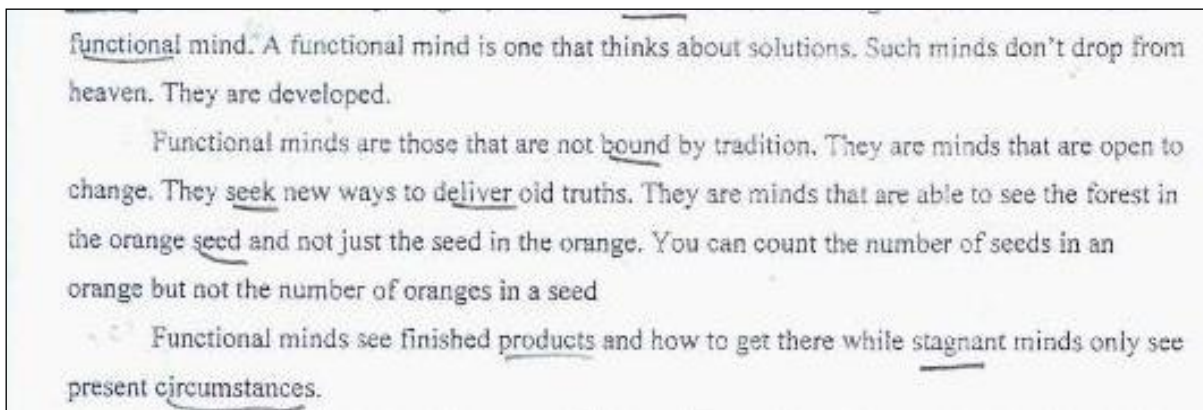 functional mind. A functional mind is one that thinks about solutions. Such minds don't drop from
heaven. They are developed.
Functional minds are those that are not bound by tradition. They are minds that are open to
change. They seek new ways to deliver old truths. They are minds that are able to see the forest in
the orange seed and not just the seed in the orange. You can count the number of seeds in an
orange but not the number of oranges in a seed
Functional minds see finished products and how to get there while stagnant minds only see
present circumstances.